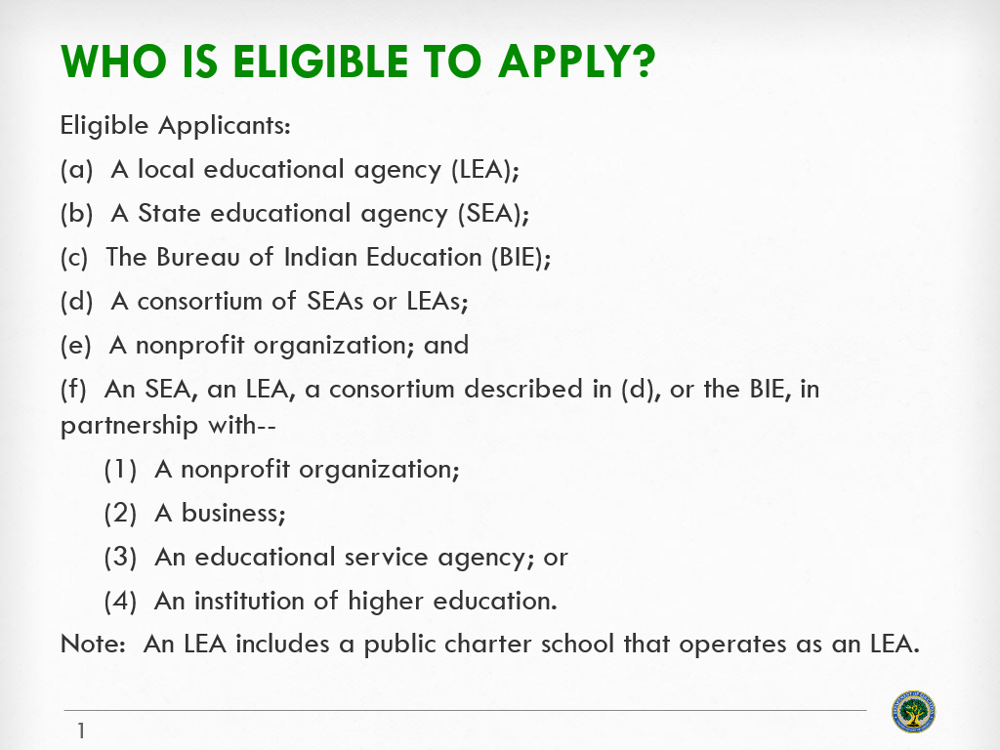 WHO IS ELIGIBLE TO APPLY?
Eligible Applicants:
(a) A local educational agency (LEA);
(b) A State educational agency (SEA);
(c) The Bureau of Indian Education (BIE);
(d) A consortium of SEAs or LEAs;
(e) A nonprofit organization; and
(f) An SEA, an LEA, a consortium described in (d), or the BIE, in
partnership with--
(1) A nonprofit organization;
(2) A business;
(3) An educational service agency; or
(4) An institution of higher education.
Note: An LEA includes a public charter school that operates as an LEA.
1